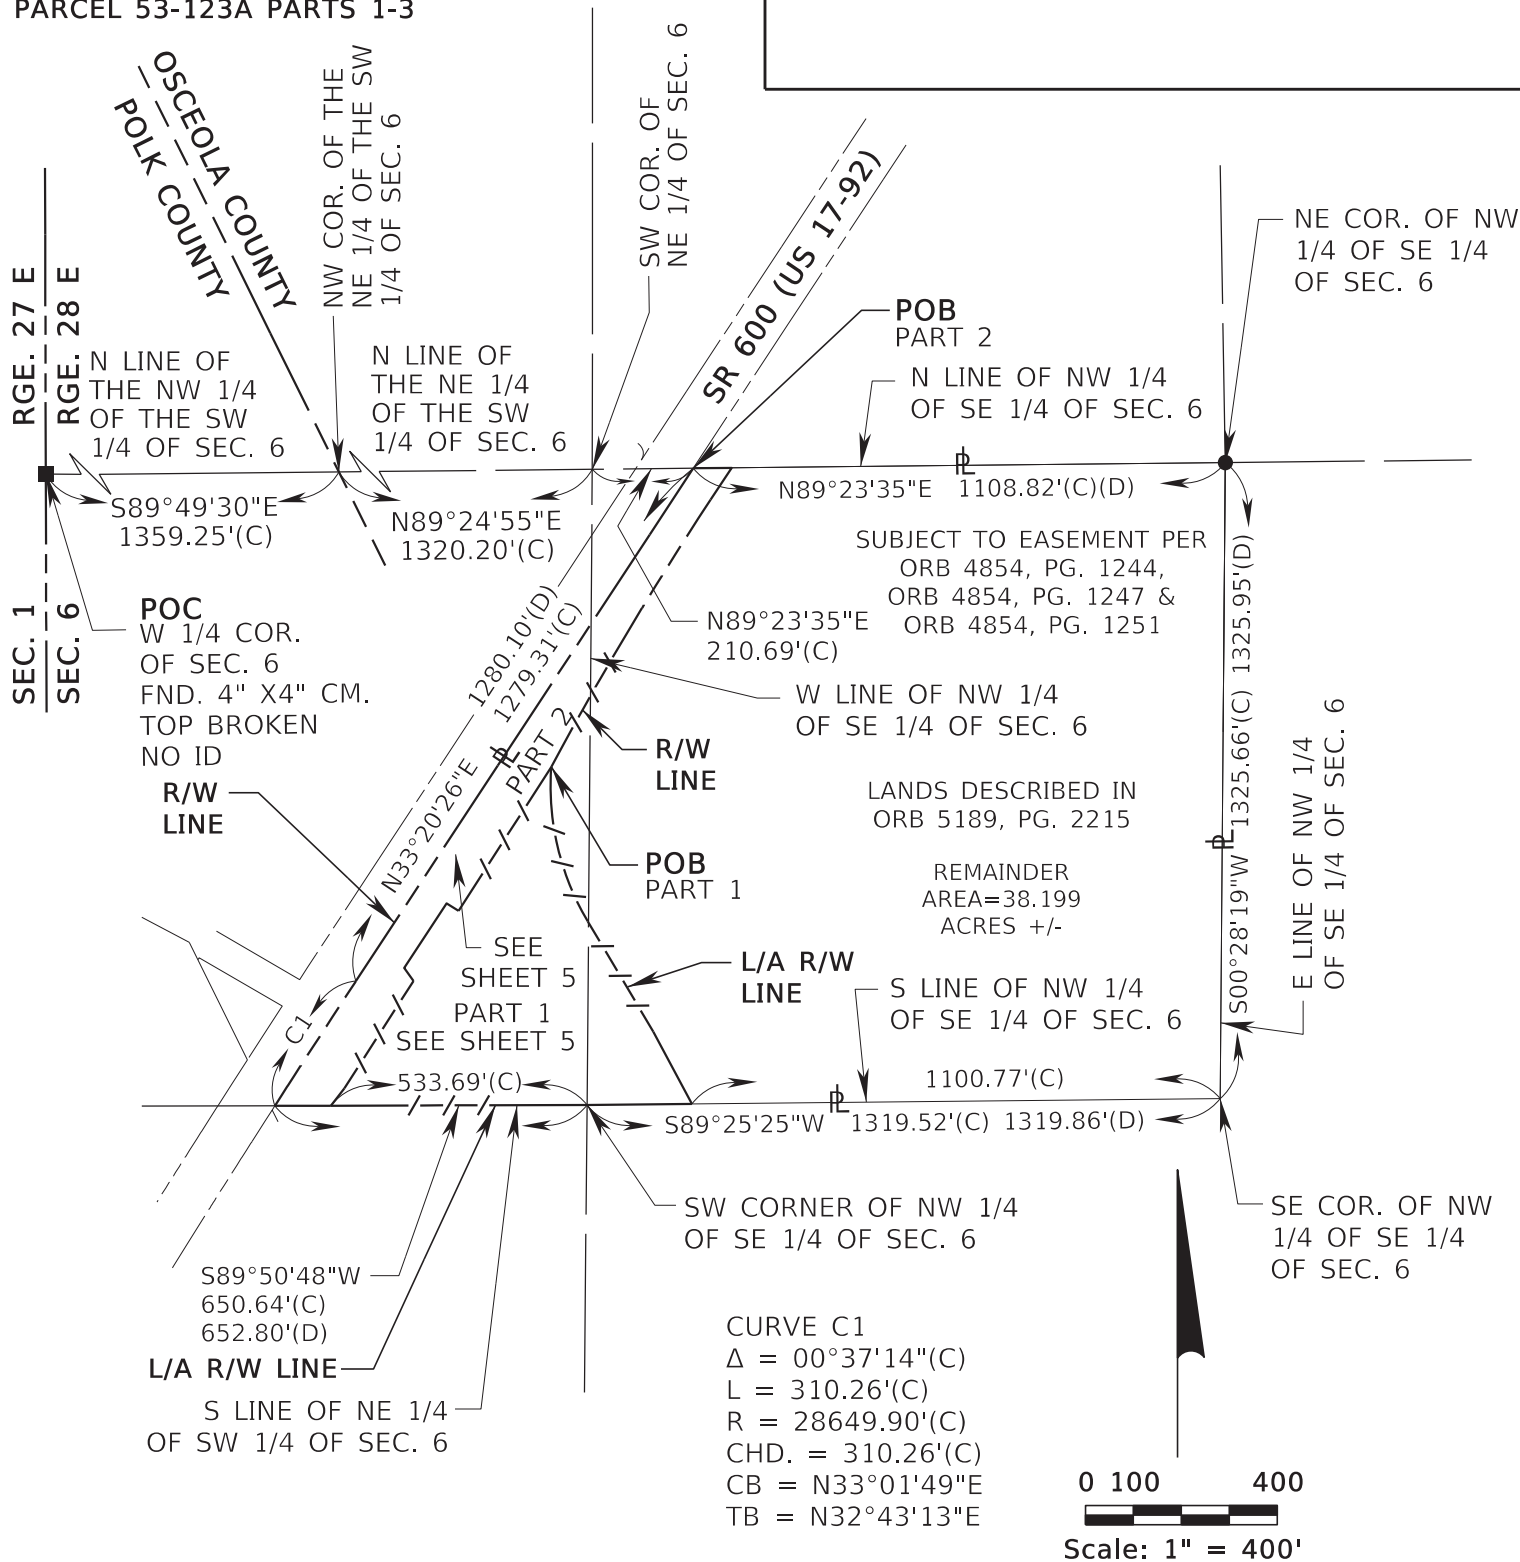 PARCEL 53-123A PARTS 1-3
OSCEOLA COUNTY
POLK COUNTY
NW COR. OF THE
NE 1/4 OF THE SW
1/4 OF SEC. 6
SW COR. OF
NE 1/4 OF SEC. 6
SR 600 (US 17-92)
NE COR. OF NW
1/4 OF SE 1/4
OF SEC. 6
RGE. 27 E
RGE. 28 E
N LINE OF
THE NW 1/4
OF THE SW
1/4 OF SEC. 6
N LINE OF
THE NE 1/4
OF THE SW
1/4 OF SEC. 6
POB
PART 2
N LINE OF NW 1/4
OF SE 1/4 OF SEC. 6
PL
S89°49'30"E
1359.25'(C)
N89°24'55"E
1320.20'(C)
N89°23'35"E 1108.82'(C)(D)
SUBJECT TO EASEMENT PER
ORB 4854, PG. 1244,
ORB 4854, PG. 1247 &
ORB 4854, PG. 1251
SEC. 1
SEC. 6
POC
W 1/4 COR.
OF SEC. 6
FND. 4" X4" CM.
TOP BROKEN
NO ID
N89°23'35"E
210.69'(C)
1280.10'(D)
1279.31'(C)
N33°20'26"E
PL
PART 2
W LINE OF NW 1/4
OF SE 1/4 OF SEC. 6
R/W
LINE
R/W
LINE
LANDS DESCRIBED IN
ORB 5189, PG. 2215
REMAINDER
AREA=38.199
ACRES +/-
S00°28'19"W 1325.66'(C) 1325.95'(D)
PL
E LINE OF NW 1/4
OF SE 1/4 OF SEC. 6
POB
PART 1
SEE
SHEET 5
L/A R/W
LINE
S LINE OF NW 1/4
OF SE 1/4 OF SEC. 6
PART 1
SEE SHEET 5
C1
533.69'(C)
1100.77'(C)
PL
S89°25'25"W 1319.52'(C) 1319.86'(D)
SW CORNER OF NW 1/4
OF SE 1/4 OF SEC. 6
SE COR. OF NW
1/4 OF SE 1/4
OF SEC. 6
S89°50'48"W
650.64'(C)
652.80'(D)
L/A R/W LINE
S LINE OF NE 1/4
OF SW 1/4 OF SEC. 6
CURVE C1
Δ = 00°37'14"(C)
L = 310.26'(C)
R = 28649.90'(C)
CHD. = 310.26'(C)
CB = N33°01'49"E
TB = N32°43'13"E
0 100 400
Scale: 1" = 400'